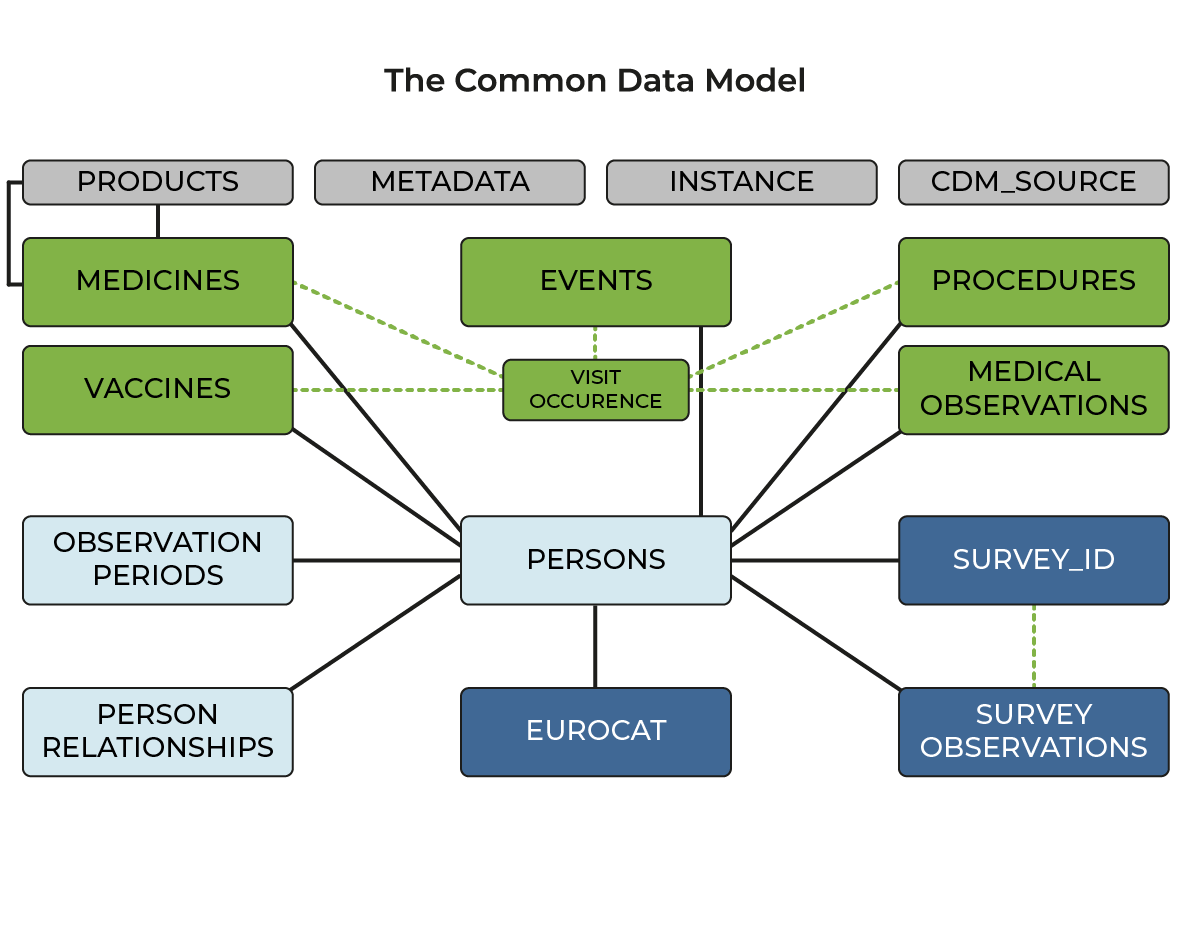 The Common Data Model
PRODUCTS
METADATA
INSTANCE
CDM_SOURCE
MEDICINES
EVENTS
PROCEDURES
VACCINES
VISIT
OCCURENCE
MEDICAL
OBSERVATIONS
OBSERVATION
PERIODS
PERSONS
SURVEY_ID
PERSON
RELATIONSHIPS
EUROCAT
SURVEY
OBSERVATIONS